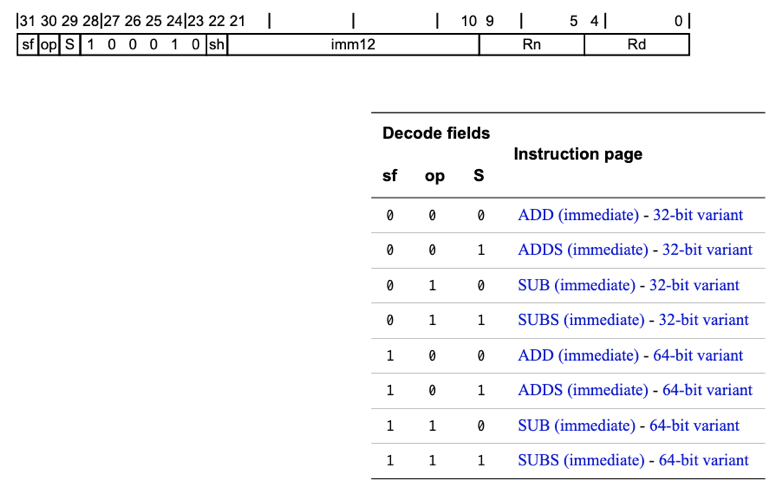 31 30 29 28 27 26 25 24 23 22 21 10 9 5 4 0
sf op S 1 0 0 0 1 0 sh imm12 Rn Rd
Decode fields
Instruction page
sf op S
0 0 0 ADD (immediate) - 32-bit variant
0 0 1 ADDS (immediate) - 32-bit variant
0 1 0 SUB (immediate) - 32-bit variant
0 1 1 SUBS (immediate) - 32-bit variant
1 0 0 ADD (immediate) - 64-bit variant
1 0 1 ADDS (immediate) - 64-bit variant
1 1 0 SUB (immediate) - 64-bit variant
1 1 1 SUBS (immediate) - 64-bit variant